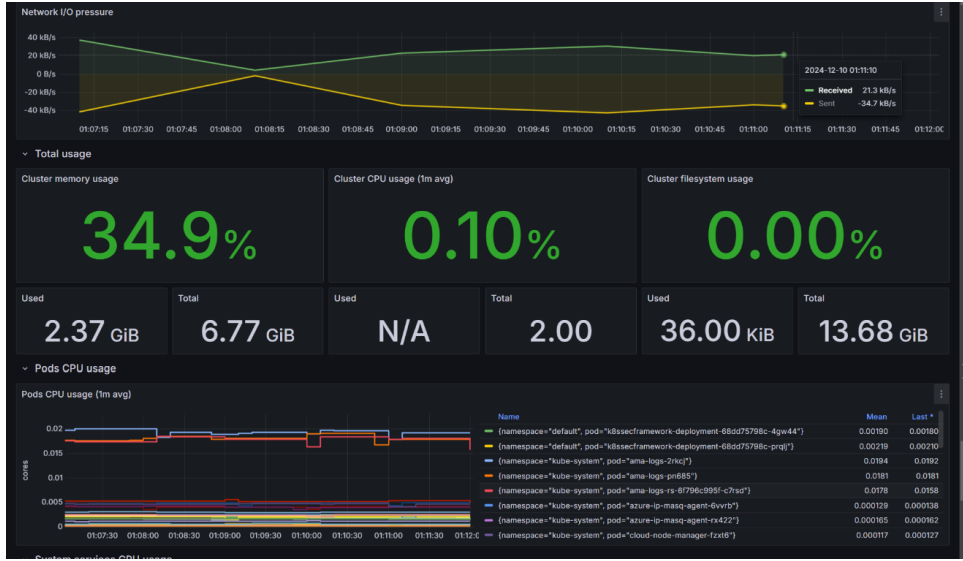 Network I/O pressure
40 kB/s
20 kB/s
0 B/s
-20 kB/s
-40 kB/s
01:07:15 01:07:30 01:07:45 01:08:00 01:08:15 01:08:30 01:08:45 01:09:00 01:09:15 01:09:30 01:09:45 01:10:00 01:10:15 01:10:30 01:10:45 01:11:00 01:11:15 01:11:30 01:11:45 01:12:0
2024-12-10 01:11:10
Received 21.3 kB/s
Sent -34.7 kB/s
Total usage
Cluster memory usage
34.9%
Cluster CPU usage (1m avg)
0.10%
Cluster filesystem usage
0.00%
Used
2.37 GiB
Total
6.77 GiB
Used
N/A
Total
2.00
Used
36.00 KiB
Total
13.68 GiB
Pods CPU usage
Pods CPU usage (1m avg)
cores
0.02
0.015
0.01
0.005
0
01:07:30 01:08:00 01:08:30 01:09:00 01:09:30 01:10:00 01:10:30 01:11:00 01:11:30 01:12:0
Name Mean Last *
{namespace="default", pod="k8ssecframework-deployment-68dd75798c-4gw44"} 0.00190 0.00180
{namespace="default", pod="k8ssecframework-deployment-68dd75798c-prqlj"} 0.00219 0.00210
{namespace="kube-system", pod="ama-logs-2rkcj"} 0.0194 0.0192
{namespace="kube-system", pod="ama-logs-pn685"} 0.0181 0.0181
{namespace="kube-system", pod="ama-logs-rs-6f796c995f-c7rsd"} 0.0178 0.0158
{namespace="kube-system", pod="azure-ip-masq-agent-6vvrb"} 0.000129 0.000138
{namespace="kube-system", pod="azure-ip-masq-agent-rx422"} 0.000165 0.000162
{namespace="kube-system", pod="cloud-node-manager-fzxt6"} 0.000117 0.000127
System services CPU usage